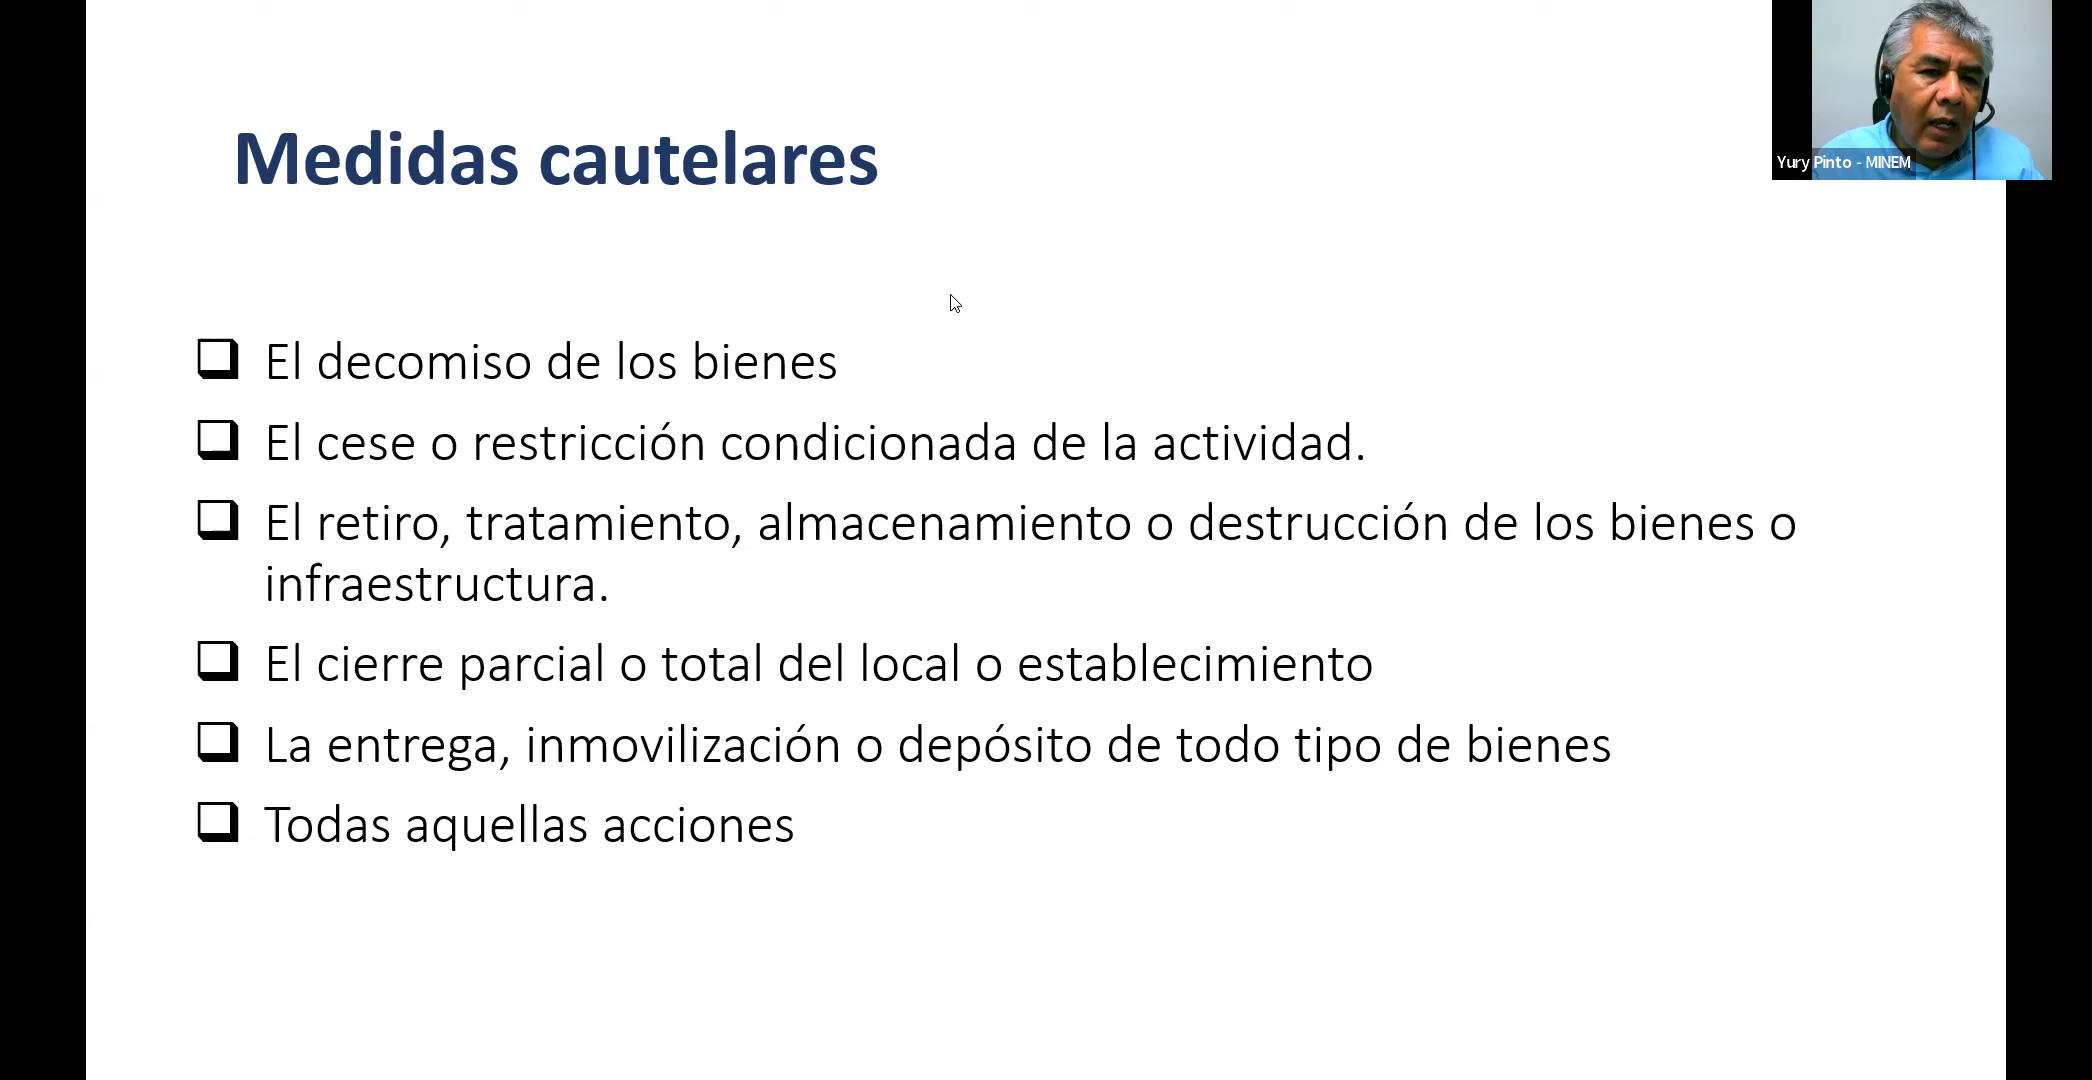 Medidas cautelares
Yury Pinto - MINEM
El decomiso de los bienes
El cese o restricción condicionada de la actividad.
El retiro, tratamiento, almacenamiento o destrucción de los bienes o
infraestructura.
El cierre parcial o total del local o establecimiento
La entrega, inmovilización o depósito de todo tipo de bienes
Todas aquellas acciones